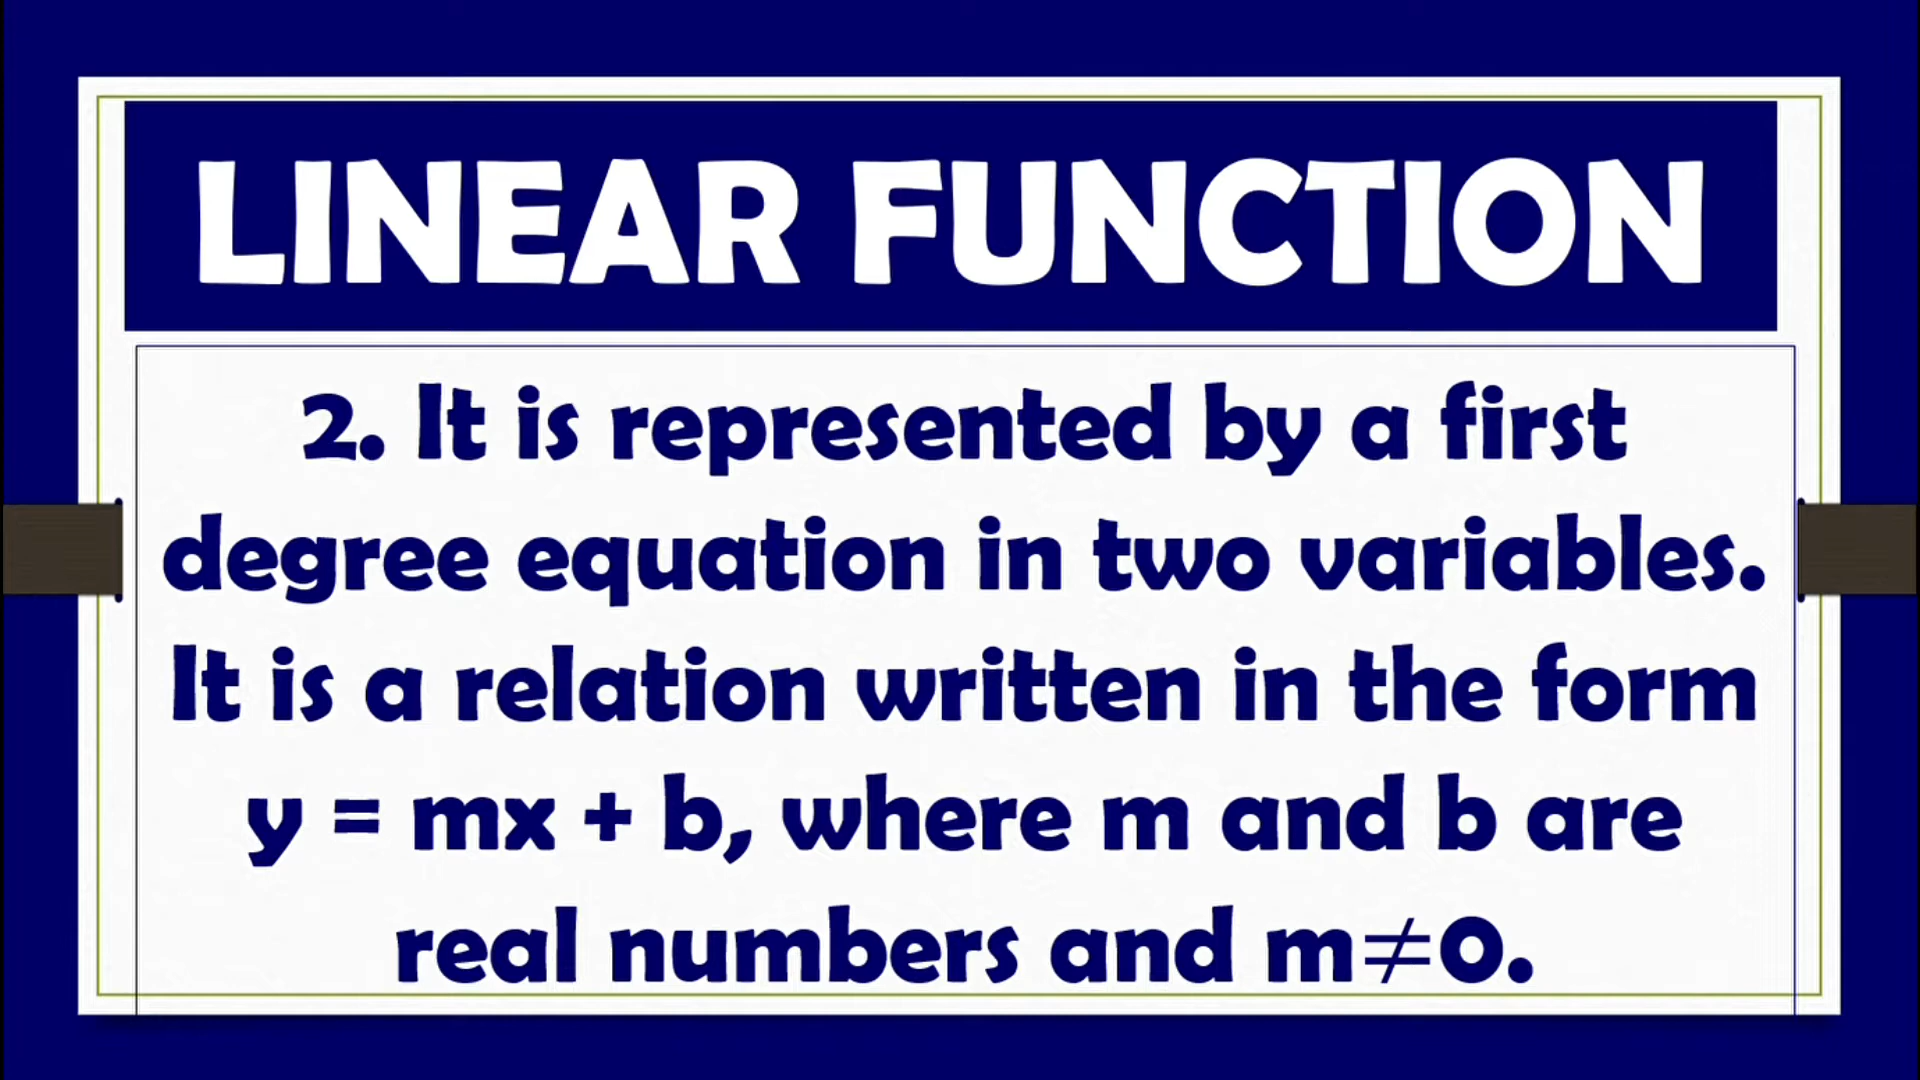 LINEAR FUNCTION
2. It is represented by a first
degree equation in two variables.
It is a relation written in the form
y = mx + b, where m and b are
real numbers and m≠0.